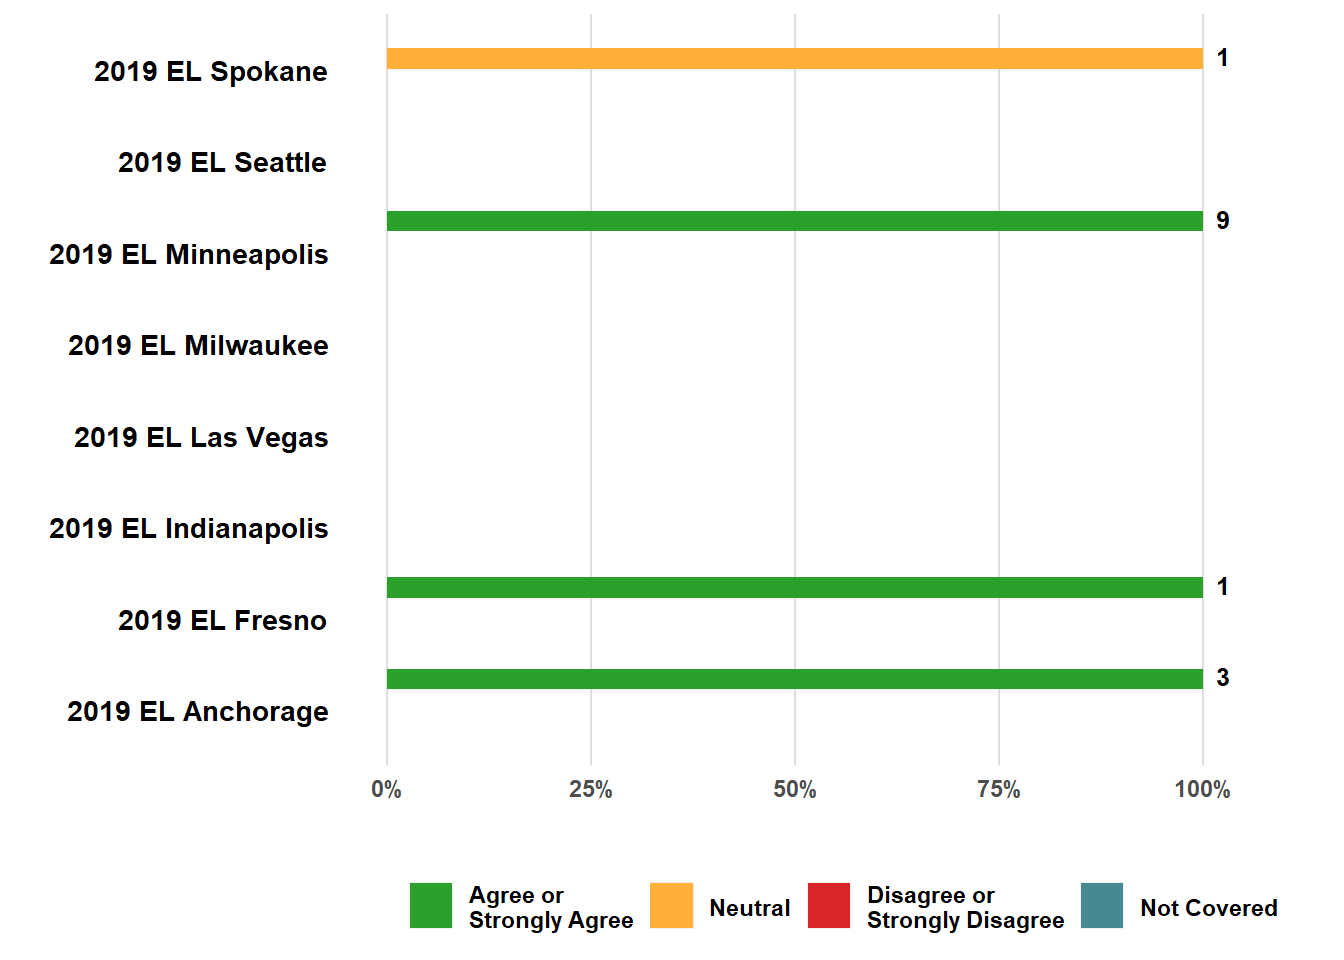 2019 EL Spokane
1
2019 EL Seattle
2019 EL Minneapolis
9
2019 EL Milwaukee
2019 EL Las Vegas
2019 EL Indianapolis
2019 EL Fresno
1
2019 EL Anchorage
3
0% 25% 50% 75% 100%
Agree or
Strongly Agree
Neutral
Disagree or
Strongly Disagree
Not Covered